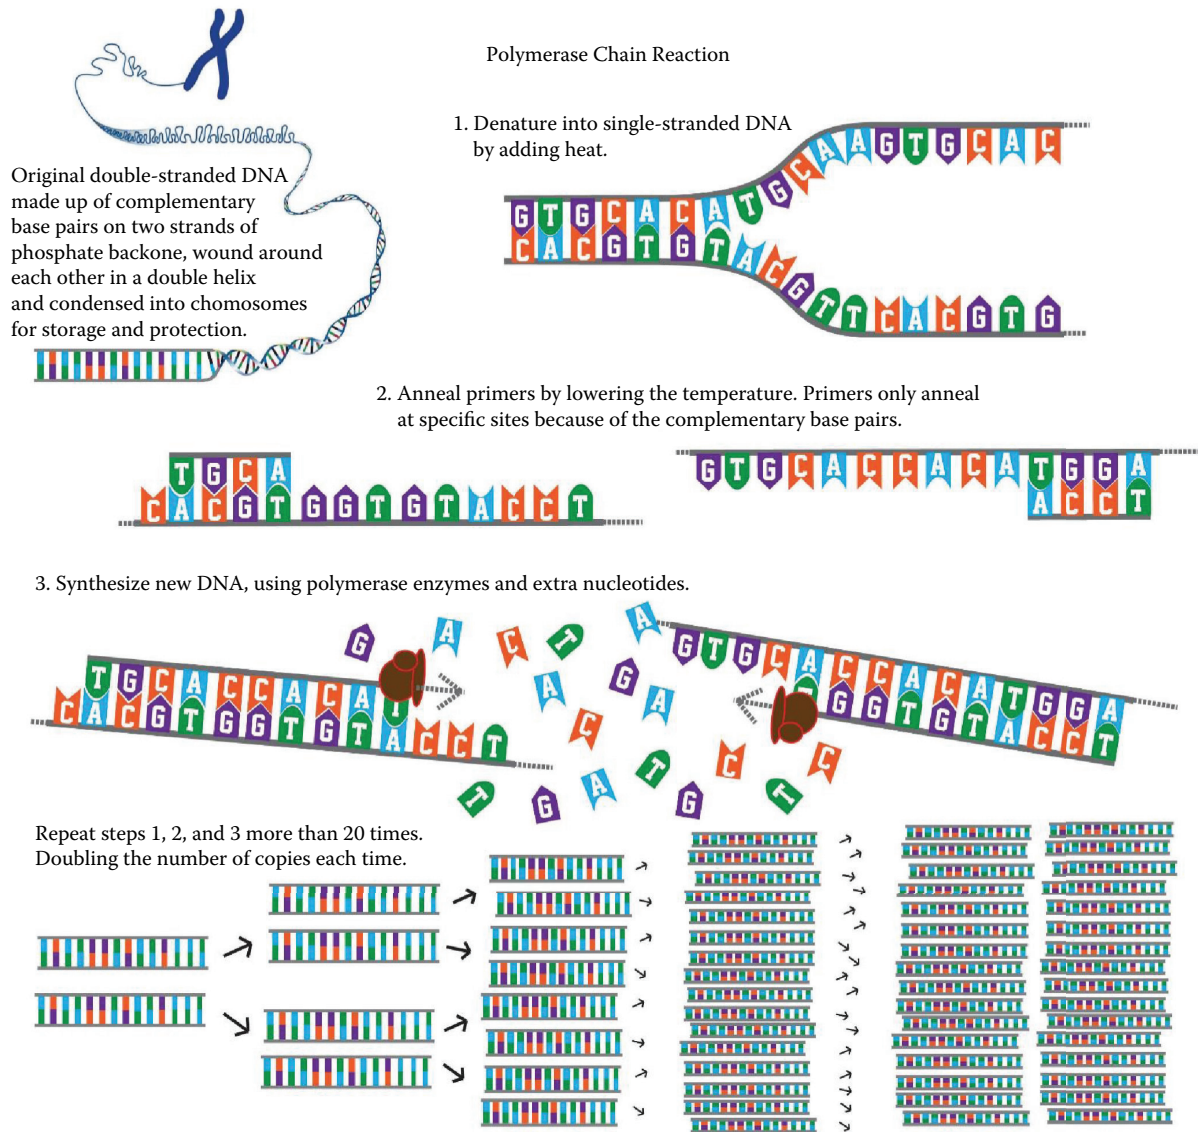 Polymerase Chain Reaction
Original double-stranded DNA
made up of complementary
base pairs on two strands of
phosphate backone, wound around
each other in a double helix
and condensed into chomosomes
for storage and protection.
1. Denature into single-stranded DNA
by adding heat.
G T G C A C A T G C A A G T G C A C
C A C G T G T A C G T T C A C G T G
2. Anneal primers by lowering the temperature. Primers only anneal
at specific sites because of the complementary base pairs.
T G C A
C A C G T G G T G T A C C T
G T G C A C C A C A T G G A
A C C T
3. Synthesize new DNA, using polymerase enzymes and extra nucleotides.
T G C A C C A C A T
C A C G T G G T G T A C C T
G A C T A
A G A
C T C C
T G A G T
G T G C A C C A C A T G G A
T G G T G T A C C T
Repeat steps 1, 2, and 3 more than 20 times.
Doubling the number of copies each time.